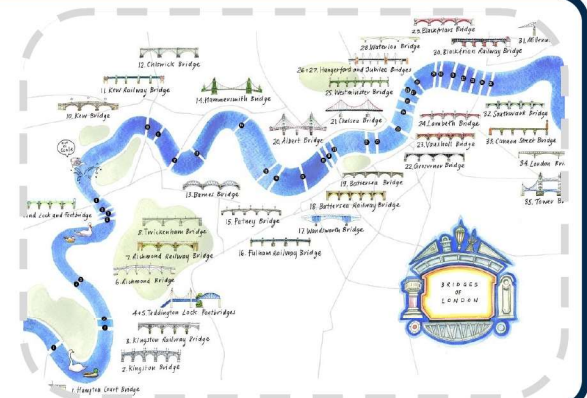 29. Blackfriars Bridge
28. Waterloo Bridge
30. Blackfriars Railway Bridge
31. Millenn
12. Chiswick Bridge
26+27. Hungerford and Jubilee Bridges
11. Kew Railway Bridge
14. Hammersmith Bridge
25. Westminster Bridge
10. Kew Bridge
21. Chelsea Bridge
32. Southwark Bridge
24. Lambeth Bridge
20. Albert Bridge
33. Cannon Street Bridge
23. Vauxhall Bridge
22. Grosvenor Bridge
34. London Bri
19. Battersea Bridge
13. Barnes Bridge
35. Tower B
18. Battersea Railway Bridge
ond Lock and Footbridge
15. Putney Bridge
17. Wandsworth Bridge
8. Twickenham Bridge
7. Richmond Railway Bridge
16. Fulham Railway Bridge
6. Richmond Bridge
BRIDGES
OF
LONDON
4+5. Teddington Lock Footbridges
3. Kingston Railway Bridge
2. Kingston Bridge
1. Hampton Court Bridge